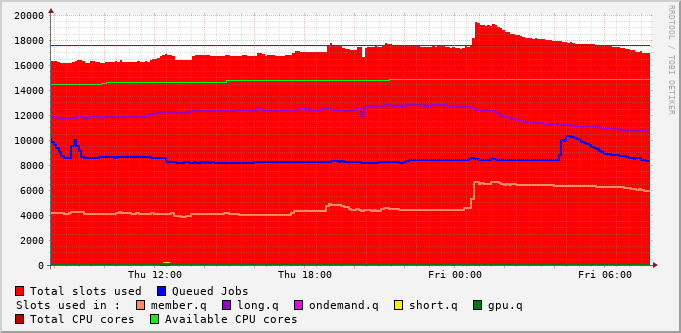 20000
18000
16000
14000
12000
10000
8000
6000
4000
2000
0
Thu 12:00 Thu 18:00 Fri 00:00 Fri 06:00
Total slots used Queued Jobs
Slots used in : member.q long.q ondemand.q short.q gpu.q
Total CPU cores Available CPU cores
RRDTOOL / TOBI OETIKER